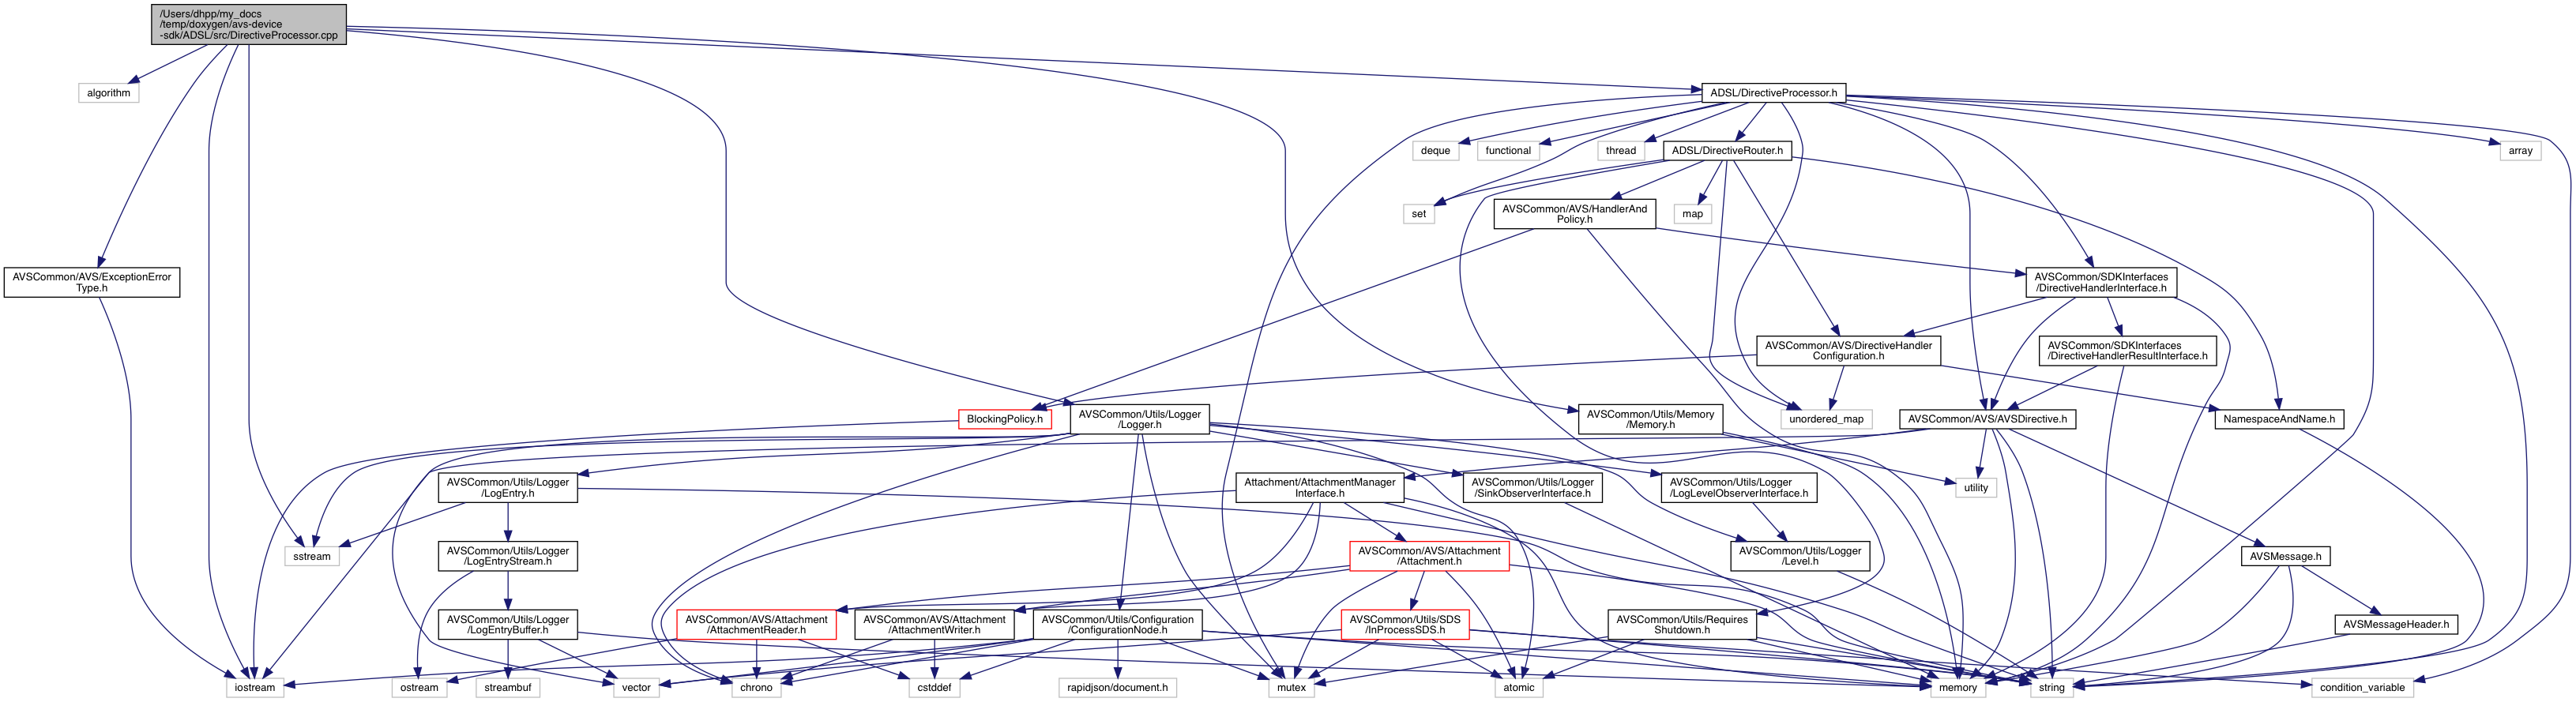 /Users/dhpp/my_docs
/temp/doxygen/avs-device
-sdk/ADSL/src/DirectiveProcessor.cpp
algorithm
ADSL/DirectiveProcessor.h
deque
functional
thread
ADSL/DirectiveRouter.h
array
set
AVSCommon/AVS/HandlerAnd
Policy.h
map
AVSCommon/AVS/ExceptionError
Type.h
AVSCommon/SDKInterfaces
/DirectiveHandlerInterface.h
AVSCommon/AVS/DirectiveHandler
Configuration.h
AVSCommon/SDKInterfaces
/DirectiveHandlerResultInterface.h
BlockingPolicy.h
AVSCommon/Utils/Logger
/Logger.h
AVSCommon/Utils/Memory
/Memory.h
unordered_map
AVSCommon/AVS/AVSDirective.h
NamespaceAndName.h
AVSCommon/Utils/Logger
/LogEntry.h
Attachment/AttachmentManager
Interface.h
AVSCommon/Utils/Logger
/SinkObserverInterface.h
AVSCommon/Utils/Logger
/LogLevelObserverInterface.h
utility
sstream
AVSCommon/Utils/Logger
/LogEntryStream.h
AVSCommon/AVS/Attachment
/Attachment.h
AVSCommon/Utils/Logger
/Level.h
AVSMessage.h
AVSCommon/Utils/Logger
/LogEntryBuffer.h
AVSCommon/AVS/Attachment
/AttachmentReader.h
AVSCommon/AVS/Attachment
/AttachmentWriter.h
AVSCommon/Utils/Configuration
/ConfigurationNode.h
AVSCommon/Utils/SDS
/InProcessSDS.h
AVSCommon/Utils/Requires
Shutdown.h
AVSMessageHeader.h
iostream
ostream
streambuf
vector
chrono
cstddef
rapidjson/document.h
mutex
atomic
memory
string
condition_variable